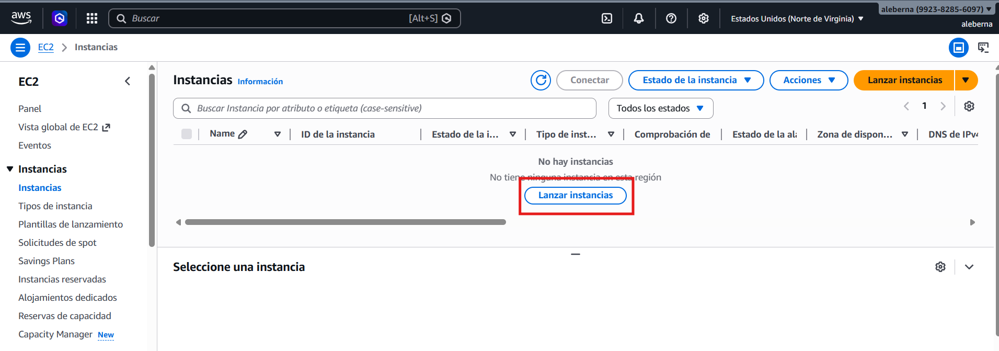 aws
Buscar [Alt+S]
Estados Unidos (Norte de Virginia)
aleberna (9923-8285-6097)
aleberna
EC2 Instancias
EC2
Panel
Vista global de EC2
Eventos
Instancias
Instancias
Tipos de instancia
Plantillas de lanzamiento
Solicitudes de spot
Savings Plans
Instancias reservadas
Alojamientos dedicados
Reservas de capacidad
Capacity Manager New
Instancias Información
Conectar Estado de la instancia Acciones Lanzar instancias
Buscar Instancia por atributo o etiqueta (case-sensitive) Todos los estados 1
Name ID de la instancia Estado de la i... Tipo de inst... Comprobación de Estado de la ala Zona de dispon... DNS de IPv4
No hay instancias
No tiene ninguna instancia en esta región
Lanzar instancias
Seleccione una instancia